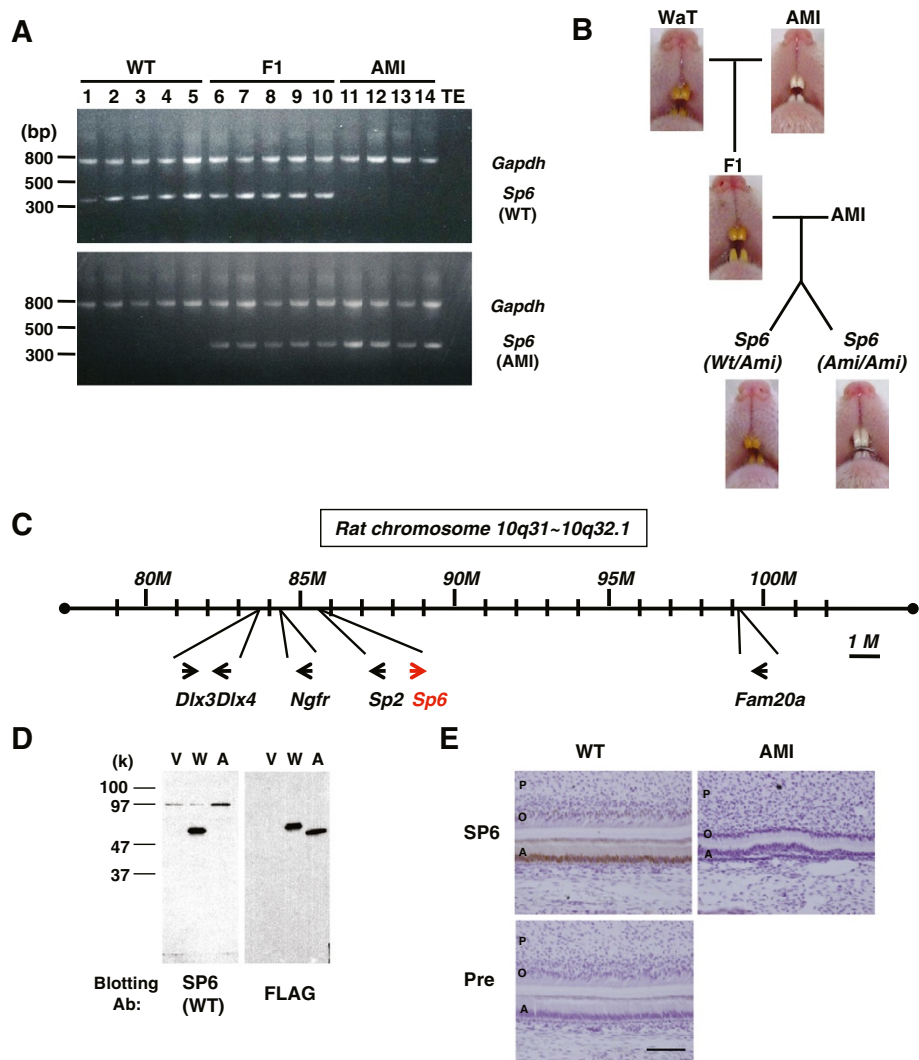 A
WT F1 AMI
1 2 3 4 5 6 7 8 9 10 11 12 13 14 TE
(bp)
800
500
300
Gapdh
Sp6
(WT)
800
500
300
Gapdh
Sp6
(AMI)
B
WaT AMI
F1
AMI
Sp6 Sp6
(Wt/Ami) (Ami/Ami)
C
Rat chromosome 10q31~10q32.1
80M 85M 90M 95M 100M
1 M
Dlx3 Dlx4 Ngfr Sp2 Sp6 Fam20a
D
(k) V W A V W A
100
97
47
37
Blotting
Ab:
SP6
(WT)
FLAG
E
WT AMI
SP6
P
O
A
P
O
A
Pre
P
O
A